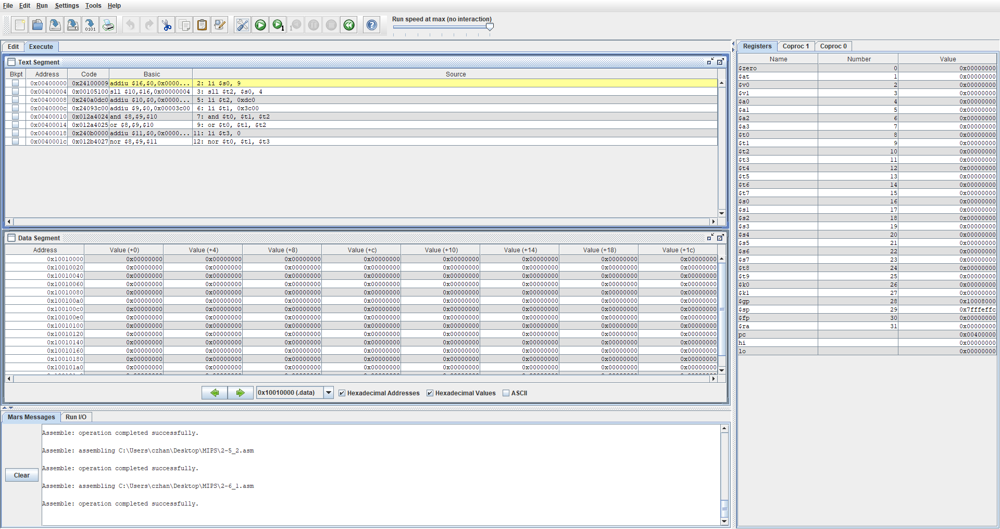 File Edit Run Settings Tools Help
Run speed at max (no interaction)
Edit Execute
Text Segment
Bkpt Address Code Basic Source
0x00400000 0x24100009 addiu $16,$0,0x0000... 2: li $s0, 9
0x00400004 0x00105100 sll $10,$16,0x00000004 3: sll $t2, $s0, 4
0x00400008 0x240a0dc0 addiu $10,$0,0x0000... 5: li $t2, 0xdc0
0x0040000c 0x24093c00 addiu $9,$0,0x00003c00 6: li $t1, 0x3c00
0x00400010 0x012a4024 and $8,$9,$10 7: and $t0, $t1, $t2
0x00400014 0x012a4025 or $8,$9,$10 9: or $t0, $t1, $t2
0x00400018 0x240b0000 addiu $11,$0,0x0000... 11: li $t3, 0
0x0040001c 0x012b4027 nor $8,$9,$11 12: nor $t0, $t1, $t3
Data Segment
Address Value (+0) Value (+4) Value (+8) Value (+c) Value (+10) Value (+14) Value (+18) Value (+1c)
0x10010000 0x00000000 0x00000000 0x00000000 0x00000000 0x00000000 0x00000000 0x00000000 0x00000000
0x10010020 0x00000000 0x00000000 0x00000000 0x00000000 0x00000000 0x00000000 0x00000000 0x00000000
0x10010040 0x00000000 0x00000000 0x00000000 0x00000000 0x00000000 0x00000000 0x00000000 0x00000000
0x10010060 0x00000000 0x00000000 0x00000000 0x00000000 0x00000000 0x00000000 0x00000000 0x00000000
0x10010080 0x00000000 0x00000000 0x00000000 0x00000000 0x00000000 0x00000000 0x00000000 0x00000000
0x100100a0 0x00000000 0x00000000 0x00000000 0x00000000 0x00000000 0x00000000 0x00000000 0x00000000
0x100100c0 0x00000000 0x00000000 0x00000000 0x00000000 0x00000000 0x00000000 0x00000000 0x00000000
0x100100e0 0x00000000 0x00000000 0x00000000 0x00000000 0x00000000 0x00000000 0x00000000 0x00000000
0x10010100 0x00000000 0x00000000 0x00000000 0x00000000 0x00000000 0x00000000 0x00000000 0x00000000
0x10010120 0x00000000 0x00000000 0x00000000 0x00000000 0x00000000 0x00000000 0x00000000 0x00000000
0x10010140 0x00000000 0x00000000 0x00000000 0x00000000 0x00000000 0x00000000 0x00000000 0x00000000
0x10010160 0x00000000 0x00000000 0x00000000 0x00000000 0x00000000 0x00000000 0x00000000 0x00000000
0x10010180 0x00000000 0x00000000 0x00000000 0x00000000 0x00000000 0x00000000 0x00000000 0x00000000
0x100101a0 0x00000000 0x00000000 0x00000000 0x00000000 0x00000000 0x00000000 0x00000000 0x00000000
0x10010000 (.data) Hexadecimal Addresses Hexadecimal Values ASCII
Mars Messages Run I/O
Assemble: operation completed successfully.
Assemble: assembling C:\Users\czhan\Desktop\MIPS\2-5_2.asm
Assemble: operation completed successfully.
Clear
Assemble: assembling C:\Users\czhan\Desktop\MIPS\2-6_1.asm
Assemble: operation completed successfully.
Registers Coproc 1 Coproc 0
Name Number Value
$zero 0 0x00000000
$at 1 0x00000000
$v0 2 0x00000000
$v1 3 0x00000000
$a0 4 0x00000000
$a1 5 0x00000000
$a2 6 0x00000000
$a3 7 0x00000000
$t0 8 0x00000000
$t1 9 0x00000000
$t2 10 0x00000000
$t3 11 0x00000000
$t4 12 0x00000000
$t5 13 0x00000000
$t6 14 0x00000000
$t7 15 0x00000000
$s0 16 0x00000000
$s1 17 0x00000000
$s2 18 0x00000000
$s3 19 0x00000000
$s4 20 0x00000000
$s5 21 0x00000000
$s6 22 0x00000000
$s7 23 0x00000000
$t8 24 0x00000000
$t9 25 0x00000000
$k0 26 0x00000000
$k1 27 0x00000000
$gp 28 0x10008000
$sp 29 0x7fffeffc
$fp 30 0x00000000
$ra 31 0x00000000
pc 0x00400000
hi 0x00000000
lo 0x00000000